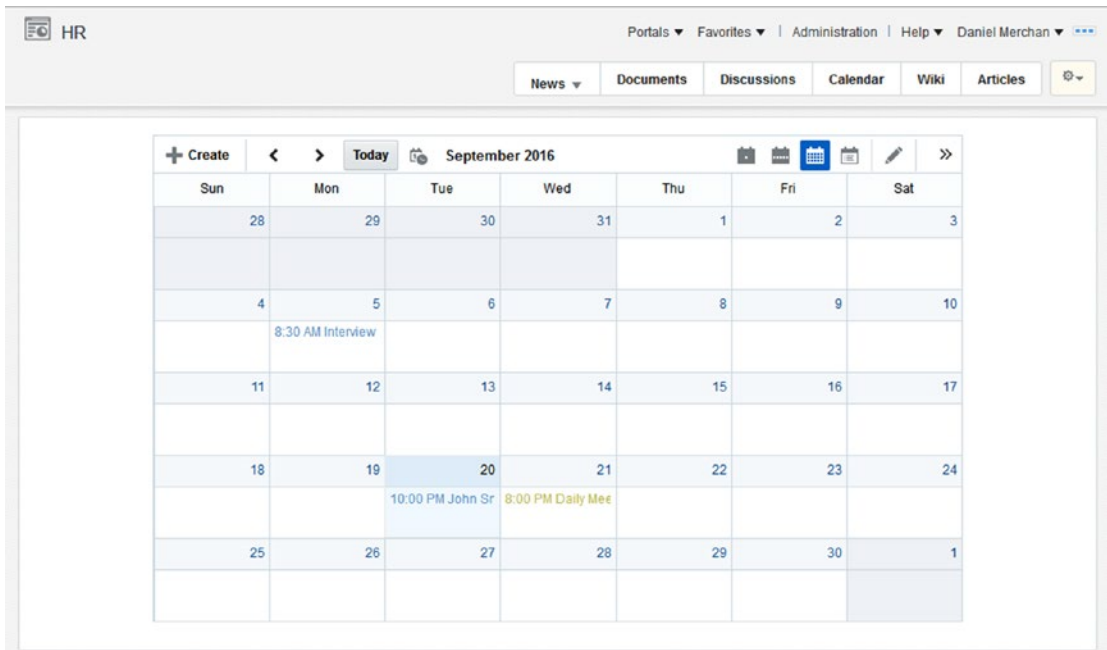 HR Portals Favorites Administration Help Daniel Merchan
News Documents Discussions Calendar Wiki Articles
Create Today September 2016
Sun Mon Tue Wed Thu Fri Sat
28 29 30 31 1 2 3
4 5 6 7 8 9 10
8:30 AM Interview
11 12 13 14 15 16 17
18 19 20 21 22 23 24
10:00 PM John 8:00 PM Daily
25 26 27 28 29 30 1